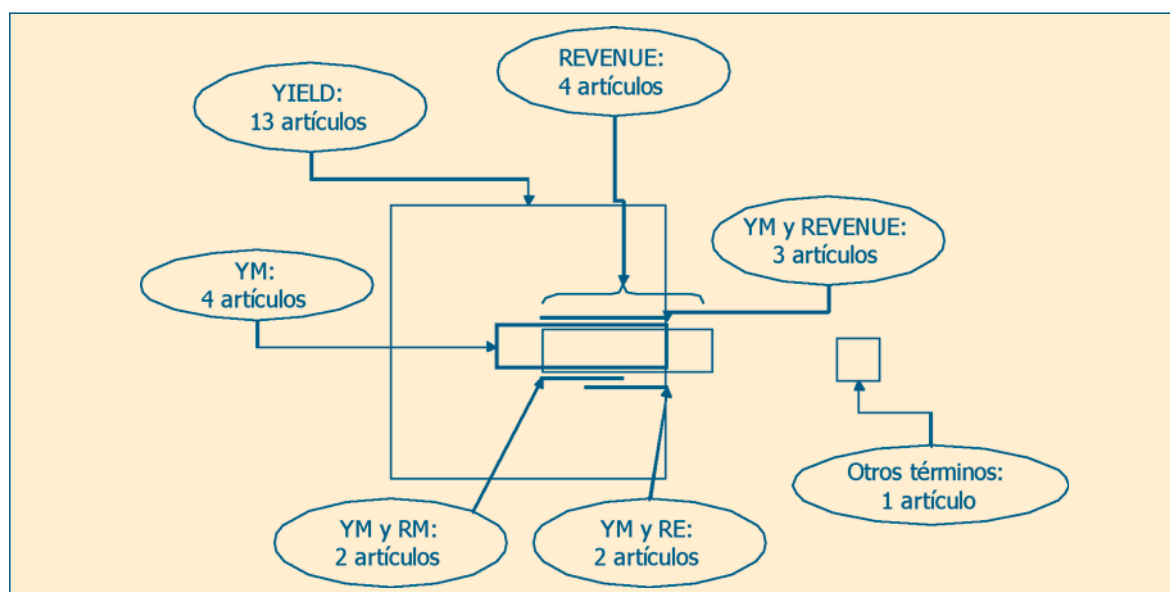 REVENUE:
4 artículos
YIELD:
13 artículos
YM y REVENUE:
3 artículos
YM:
4 artículos
Otros términos:
1 artículo
YM y RM:
2 artículos
YM y RE:
2 artículos